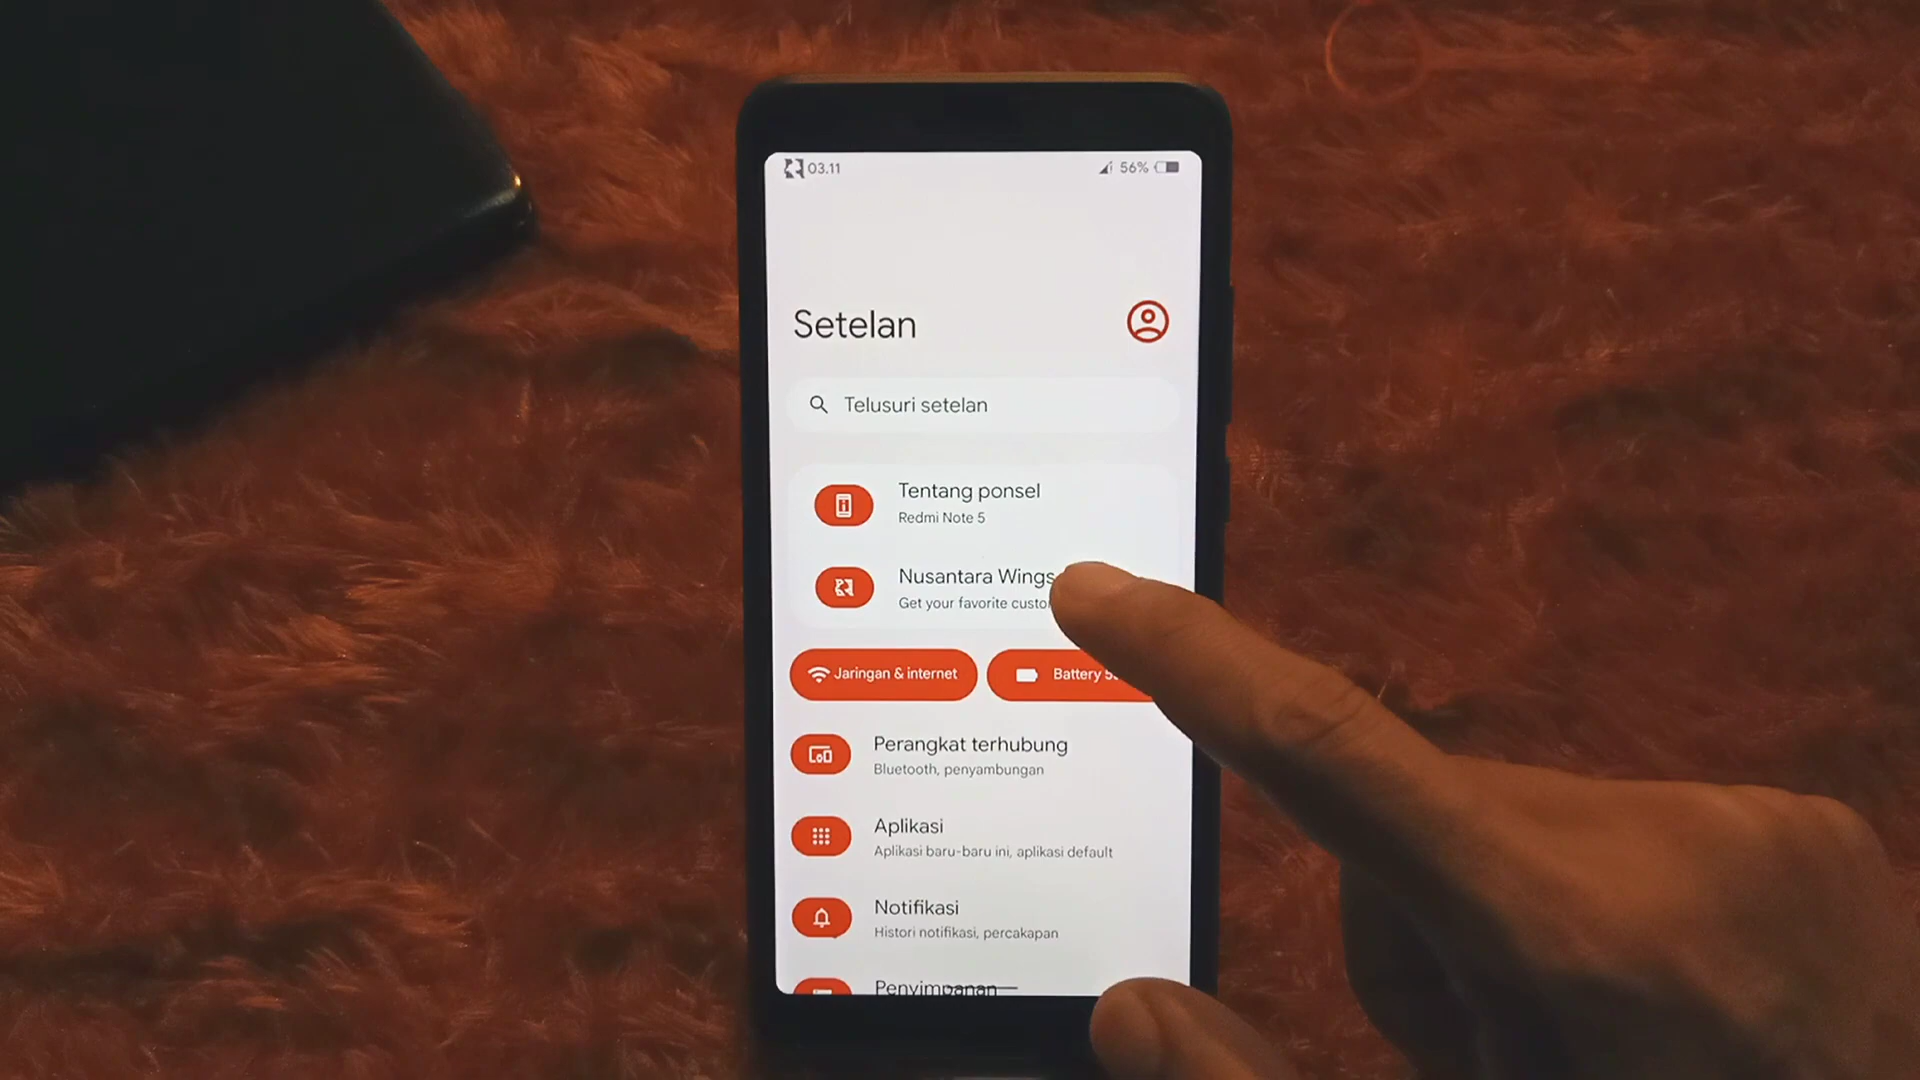 03.11
56%
Setelan
Telusuri setelan
Tentang ponsel
Redmi Note 5
Nusantara Wings
Get your favorite
Jaringan & internet
Battery
Perangkat terhubung
Bluetooth, penyambungan
Aplikasi
Aplikasi baru-baru ini, aplikasi default
Notifikasi
Histori notifikasi, percakapan
Penyimpanan